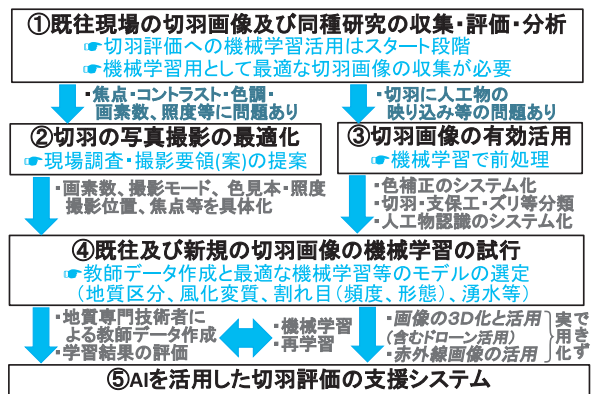 ①既往現場の切羽画像及び同種研究の収集・評価・分析
☛切羽評価への機械学習活用はスタート段階
☛機械学習用として最適な切羽画像の収集が必要
・焦点・コントラスト・色調・
画素数、照度等に問題あり
・切羽に人工物の
映り込み等の問題あり
②切羽の写真撮影の最適化
☛現場調査・撮影要領(案)の提案
③切羽画像の有効活用
☛機械学習で前処理
・画素数、撮影モード、色見本・照度
撮影位置、焦点等を具体化
・色補正のシステム化
・切羽・支保工・ズリ等分類
・人工物認識のシステム化
④既往及び新規の切羽画像の機械学習の試行
☛教師データ作成と最適な機械学習等のモデルの選定
(地質区分、風化変質、割れ目(頻度、形態)、湧水等)
・地質専門技術者に
よる教師データ作成
・学習結果の評価
・機械学習
・再学習
・画像の3D化と活用
(含むドローン活用)
・赤外線画像の活用
実用化
できず
⑤AIを活用した切羽評価の支援システム